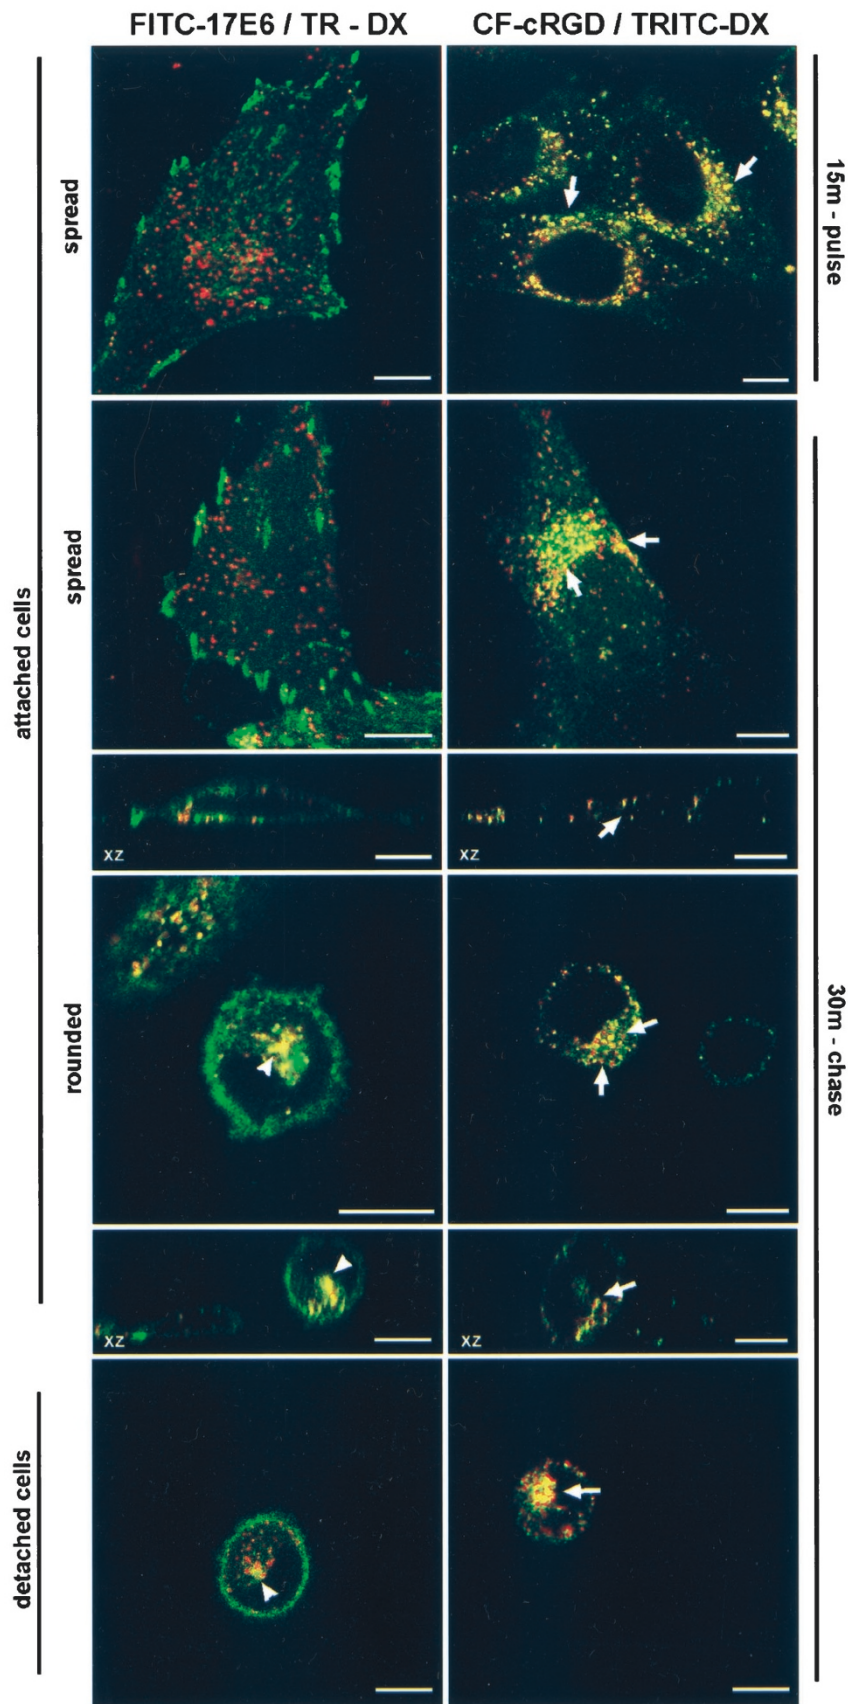 FITC-17E6 / TR - DX
CF-cRGD / TRITC-DX
15m - pulse
spread
spread
attached cells
xz
xz
rounded
30m - chase
xz
xz
detached cells